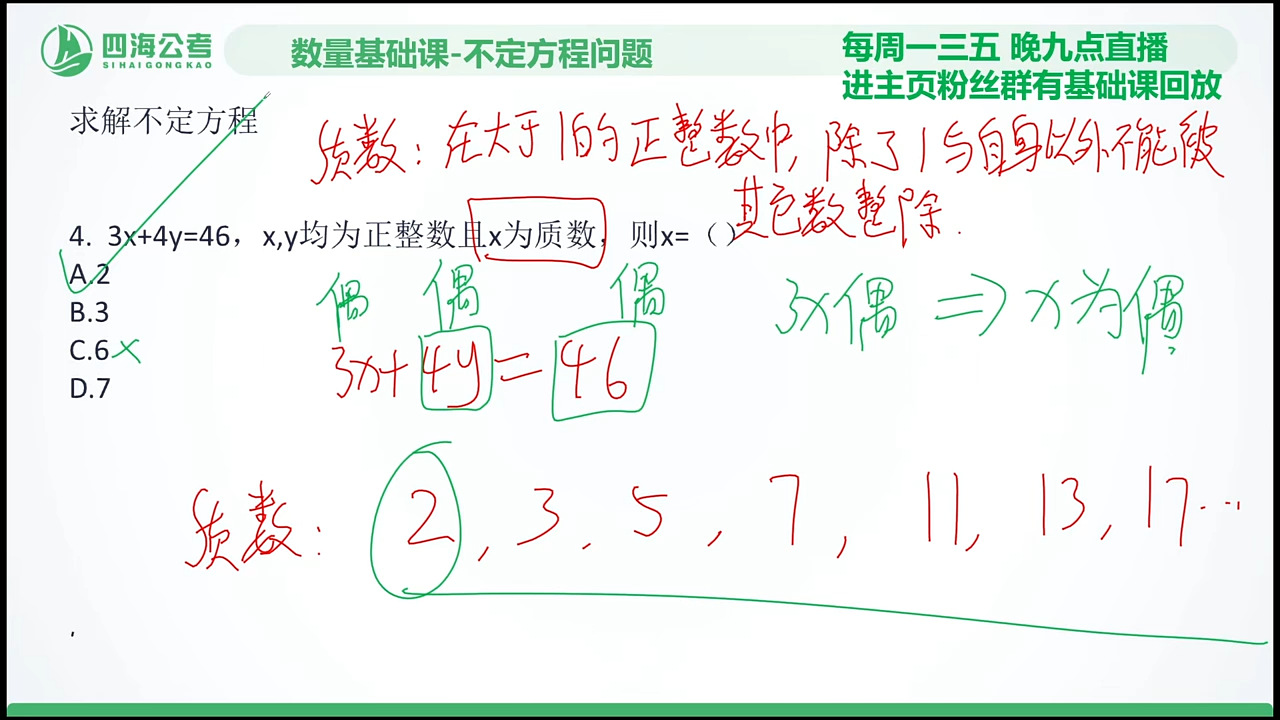 四海公考
SIHAIGONGKAO
数量基础课-不定方程问题
每周一三五 晚九点直播
进主页粉丝群有基础课回放
求解不定方程
质数：在大于1的正整数中，除了1与自身以外不能被
其它数整除.
4. 3x+4y=46，x,y均为正整数且x为质数，则x=（）
A.2
B.3
C.6×
D.7
偶 偶 偶
3x+4y=46
3x偶 => x为偶
质数：2，3，5，7，11，13，17…